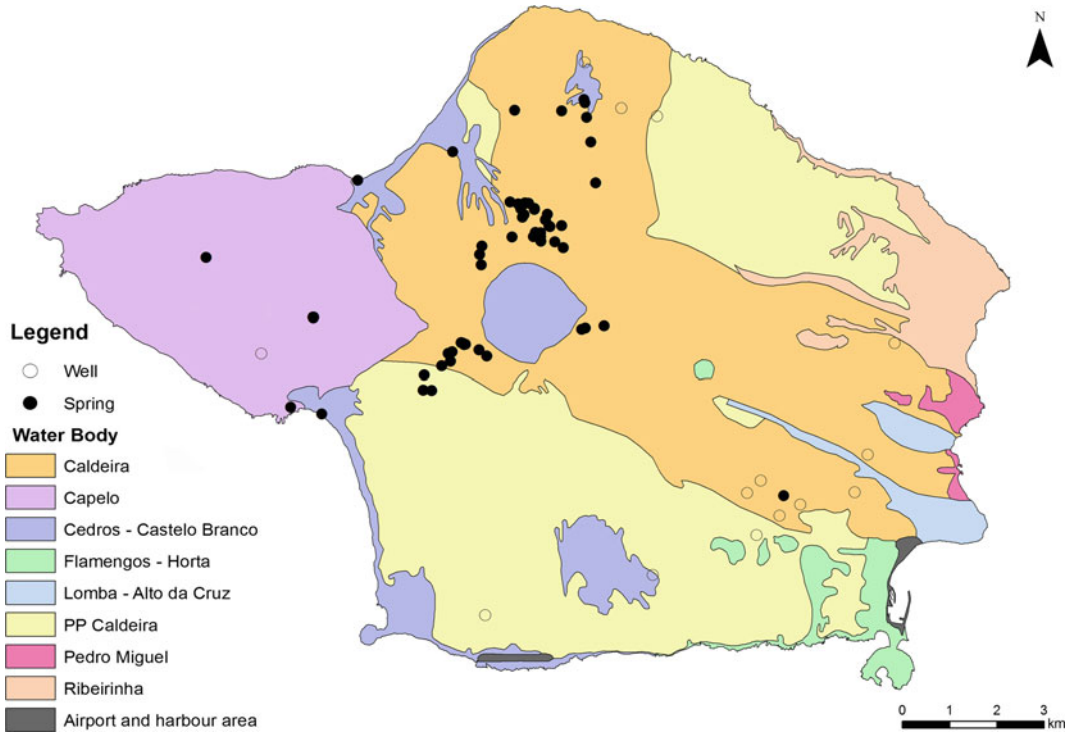 N
Legend
Well
Spring
Water Body
Caldeira
Capelo
Cedros - Castelo Branco
Flamengos - Horta
Lomba - Alto da Cruz
PP Caldeira
Pedro Miguel
Ribeirinha
Airport and harbour area
0 1 2 3
km